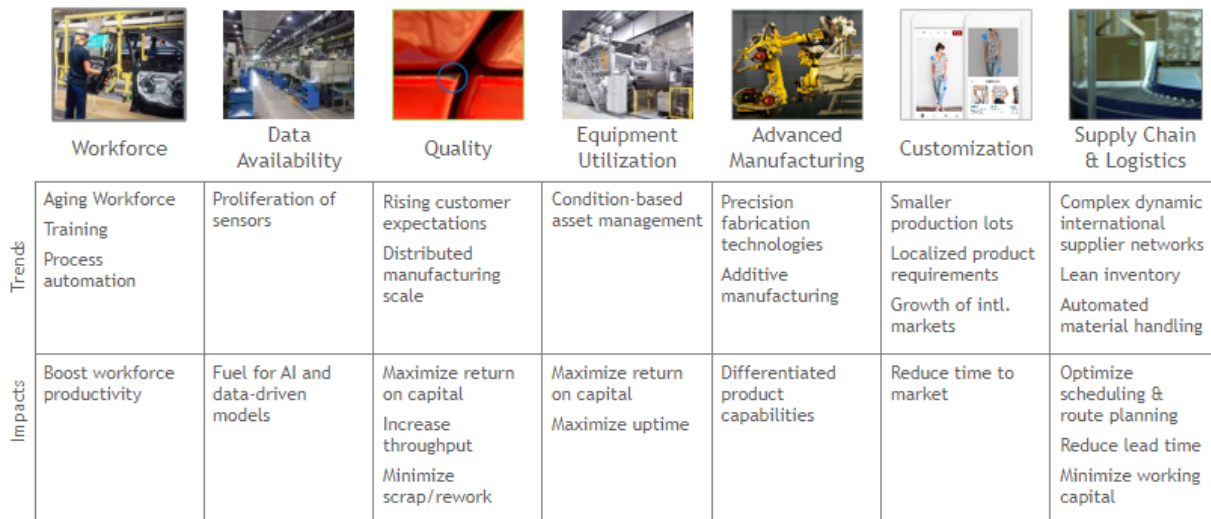 Workforce
Data
Availability
Quality
Equipment
Utilization
Advanced
Manufacturing
Customization
Supply Chain
& Logistics
Trends
Aging Workforce
Training
Process
automation
Proliferation of
sensors
Rising customer
expectations
Distributed
manufacturing
scale
Condition-based
asset management
Precision
fabrication
technologies
Additive
manufacturing
Smaller
production lots
Localized product
requirements
Growth of intl.
markets
Complex dynamic
international
supplier networks
Lean inventory
Automated
material handling
Impacts
Boost workforce
productivity
Fuel for AI and
data-driven
models
Maximize return
on capital
Increase
throughput
Minimize
scrap/rework
Maximize return
on capital
Maximize uptime
Differentiated
product
capabilities
Reduce time to
market
Optimize
scheduling &
route planning
Reduce lead time
Minimize working
capital